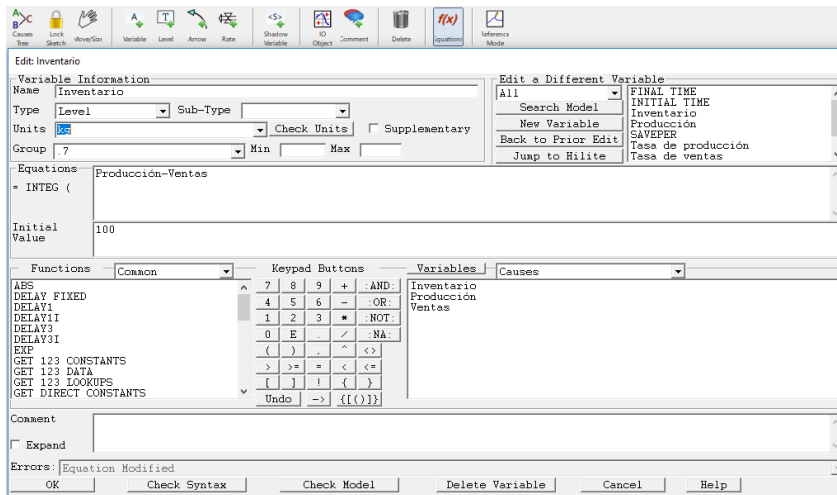 Causes Tree
Lock Sketch
Move/Size
Variable
Level
Arrow
Rate
Shadow Variable
IO Object
Comment
Delete
f(x)
Equations
Reference Mode
Edit: Inventario
Variable Information
Name Inventario
Type Level Sub-Type
Units kg Check Units Supplementary
Group .7 Min Max
Edit a Different Variable
All
Search Model
New Variable
Back to Prior Edit
Jump to Hilite
FINAL TIME
INITIAL TIME
Inventario
Producción
SAVEPER
Tasa de producción
Tasa de ventas
Equations
= INTEG (
Producción-Ventas
Initial Value
100
Functions Common
ABS
DELAY FIXED
DELAY1
DELAY1I
DELAY3
DELAY3I
EXP
GET 123 CONSTANTS
GET 123 DATA
GET 123 LOOKUPS
GET DIRECT CONSTANTS
Keypad Buttons
7 8 9 + :AND:
4 5 6 - :OR:
1 2 3 * :NOT:
0 E . / :NA:
( ) , ^ <>
> >= = < <=
[ ] ! { }
Undo -> {[()]}
Variables Causes
Inventario
Producción
Ventas
Comment
Expand
Errors: Equation Modified
OK Check Syntax Check Model Delete Variable Cancel Help